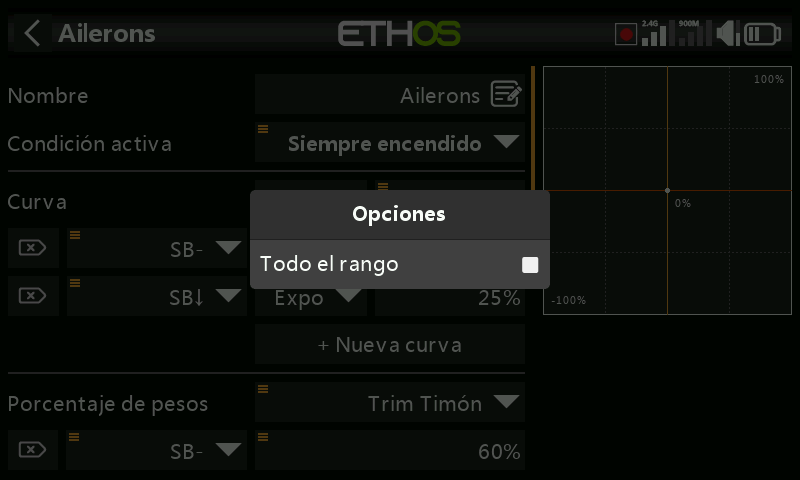 Ailerons
ETHOS
2.4G
900M
Nombre
Ailerons
Condición activa
Siempre encendido
Curva
Opciones
Todo el rango
SB-
SB↓
Expo
25%
+ Nueva curva
Porcentaje de pesos
Trim Timón
SB-
60%
100%
0%
-100%